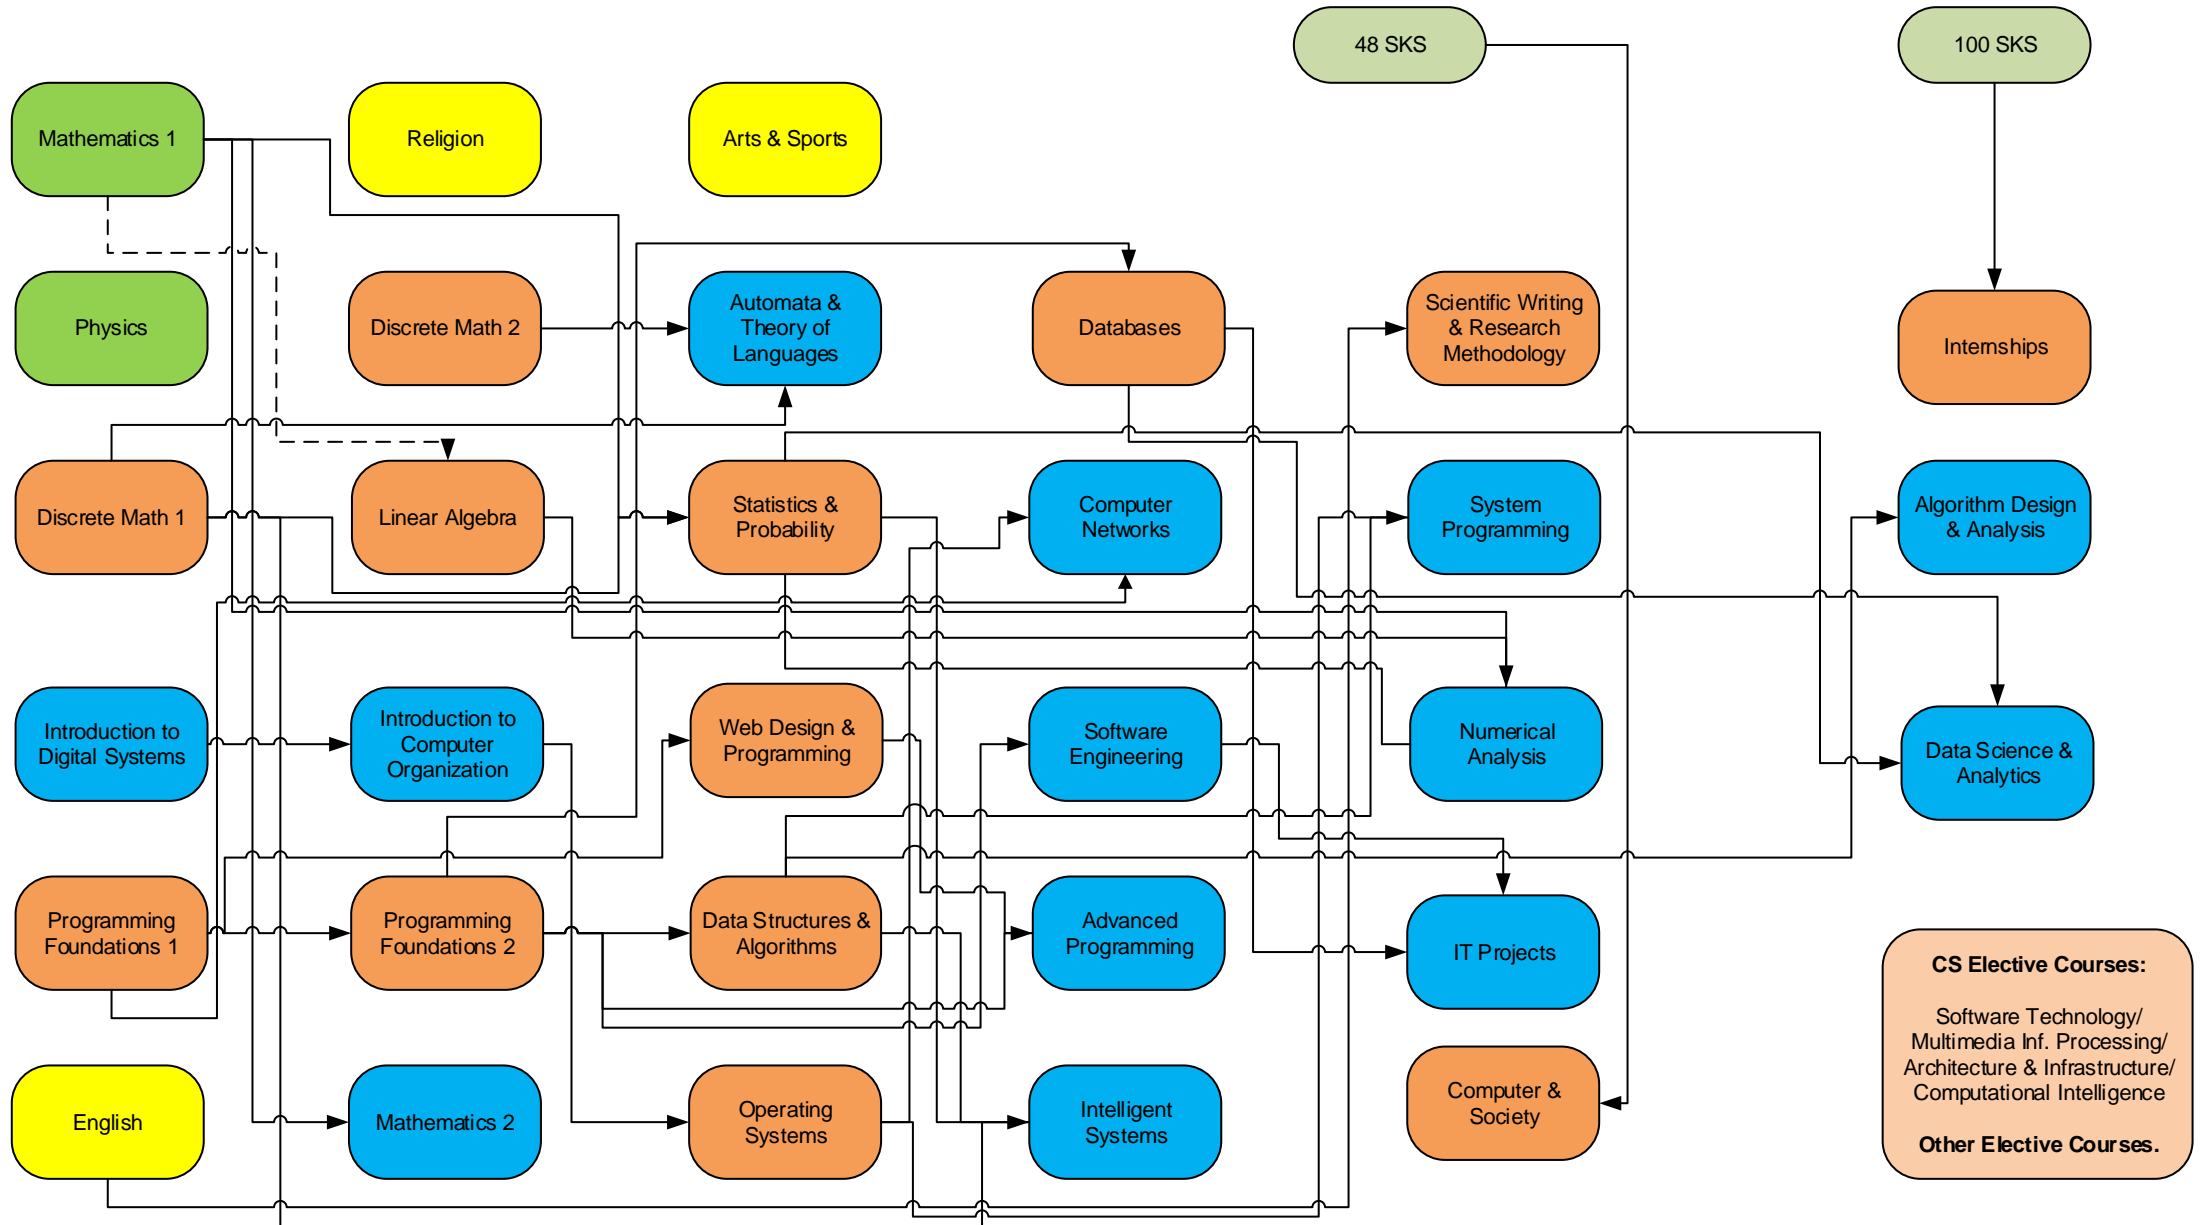 48 SKS
100 SKS
Mathematics 1
Religion
Arts & Sports
Physics
Discrete Math 2
Automata &
Theory of
Languages
Databases
Scientific Writing
& Research
Methodology
Internships
Discrete Math 1
Linear Algebra
Statistics &
Probability
Computer
Networks
System
Programming
Algorithm Design
& Analysis
Introduction to
Digital Systems
Introduction to
Computer
Organization
Web Design &
Programming
Software
Engineering
Numerical
Analysis
Data Science &
Analytics
Programming
Foundations 1
Programming
Foundations 2
Data Structures &
Algorithms
Advanced
Programming
IT Projects
CS Elective Courses:
Software Technology/
Multimedia Inf. Processing/
Architecture & Infrastructure/
Computational Intelligence
Other Elective Courses.
English
Mathematics 2
Operating
Systems
Intelligent
Systems
Computer &
Society